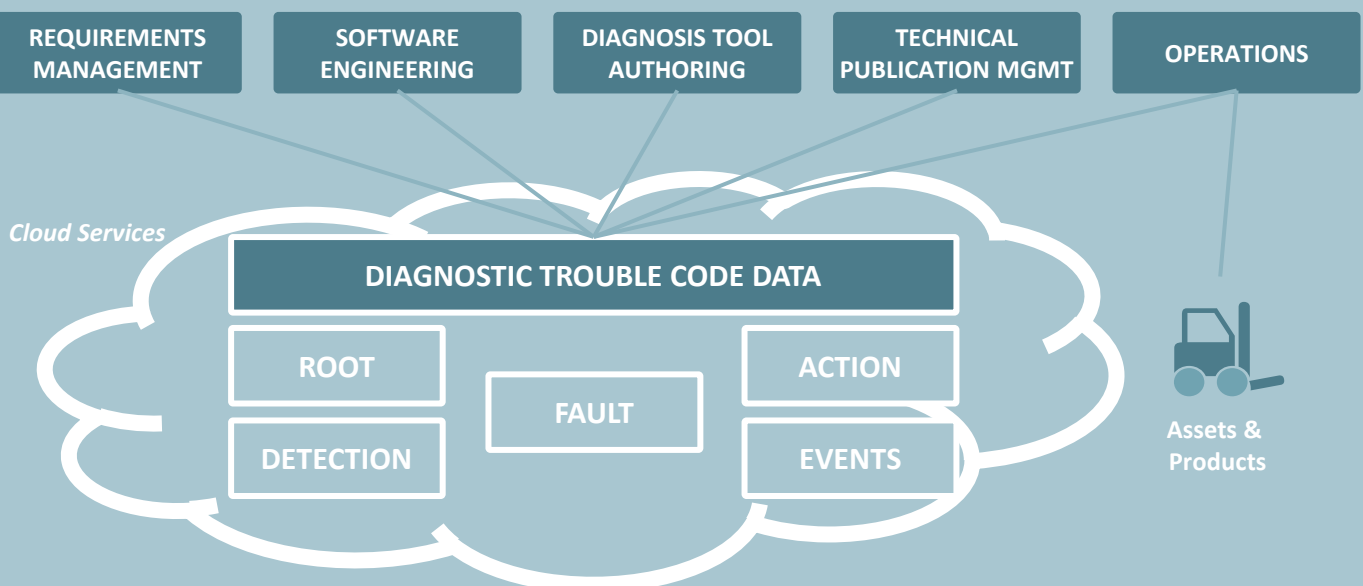 REQUIREMENTS
MANAGEMENT
SOFTWARE
ENGINEERING
DIAGNOSIS TOOL
AUTHORING
TECHNICAL
PUBLICATION MGMT
OPERATIONS
Cloud Services
DIAGNOSTIC TROUBLE CODE DATA
ROOT
ACTION
FAULT
DETECTION
EVENTS
Assets &
Products